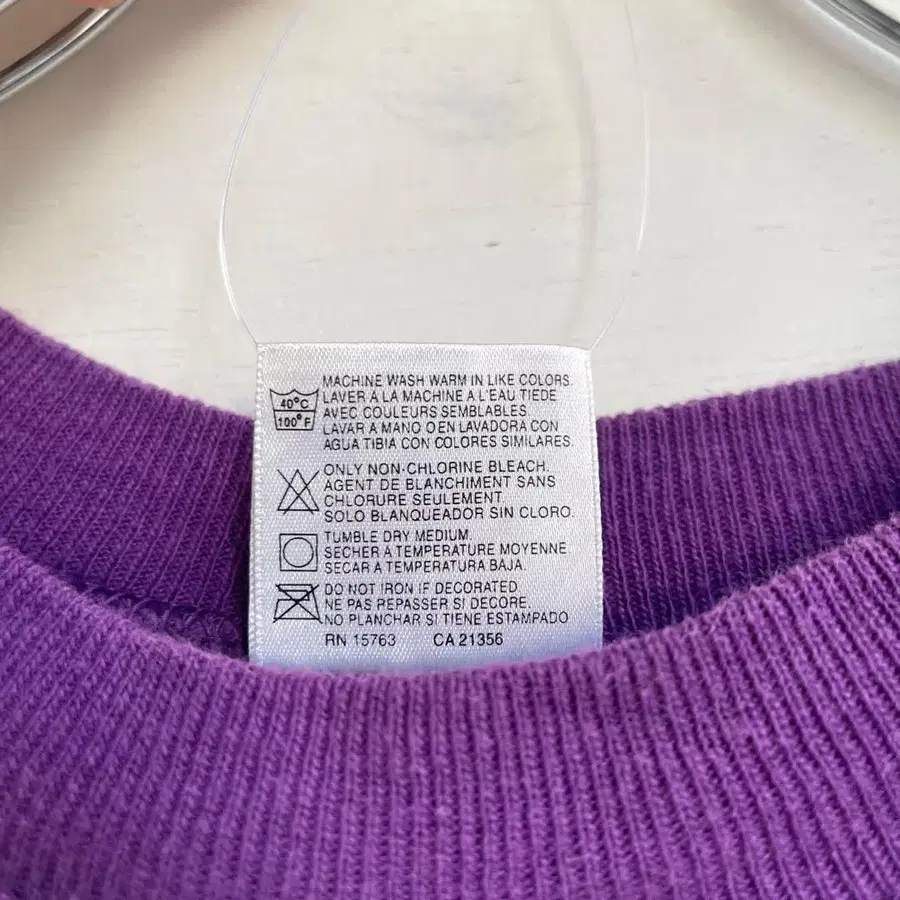 40°C
100°F
MACHINE WASH WARM IN LIKE COLORS.
LAVER A LA MACHINE A L'EAU TIEDE
AVEC COULEURS SEMBLABLES.
LAVAR A MANO O EN LAVADORA CON
AGUA TIBIA CON COLORES SIMILARES.
ONLY NON-CHLORINE BLEACH.
AGENT DE BLANCHIMENT SANS
CHLORURE SEULEMENT.
SOLO BLANQUEADOR SIN CLORO.
TUMBLE DRY MEDIUM.
SECHER A TEMPERATURE MOYENNE
SECAR A TEMPERATURA BAJA.
DO NOT IRON IF DECORATED.
NE PAS REPASSER SI DECORE.
NO PLANCHAR SI TIENE ESTAMPADO
RN 15763 CA 21356